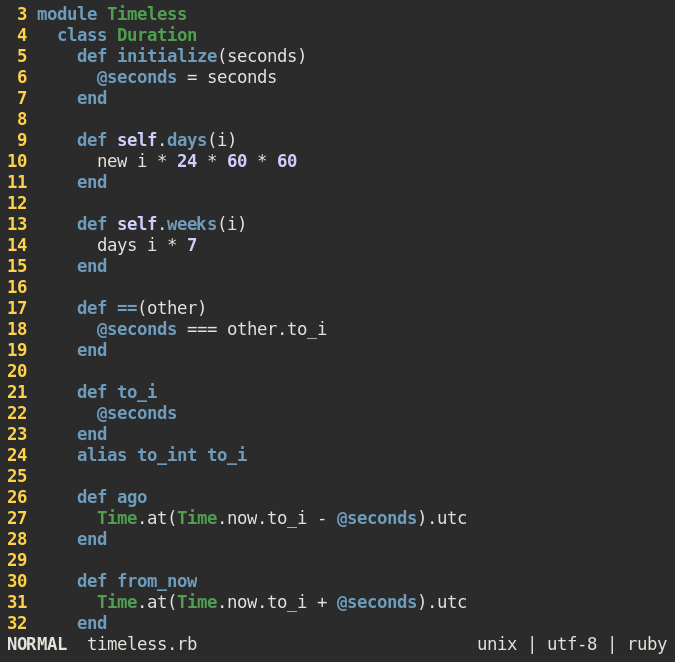 3 module Timeless
4   class Duration
5     def initialize(seconds)
6       @seconds = seconds
7     end
8
9     def self.days(i)
10       new i * 24 * 60 * 60
11     end
12
13     def self.weeks(i)
14       days i * 7
15     end
16
17     def ==(other)
18       @seconds === other.to_i
19     end
20
21     def to_i
22       @seconds
23     end
24     alias to_int to_i
25
26     def ago
27       Time.at(Time.now.to_i - @seconds).utc
28     end
29
30     def from_now
31       Time.at(Time.now.to_i + @seconds).utc
32     end
NORMAL  timeless.rb  unix | utf-8 | ruby